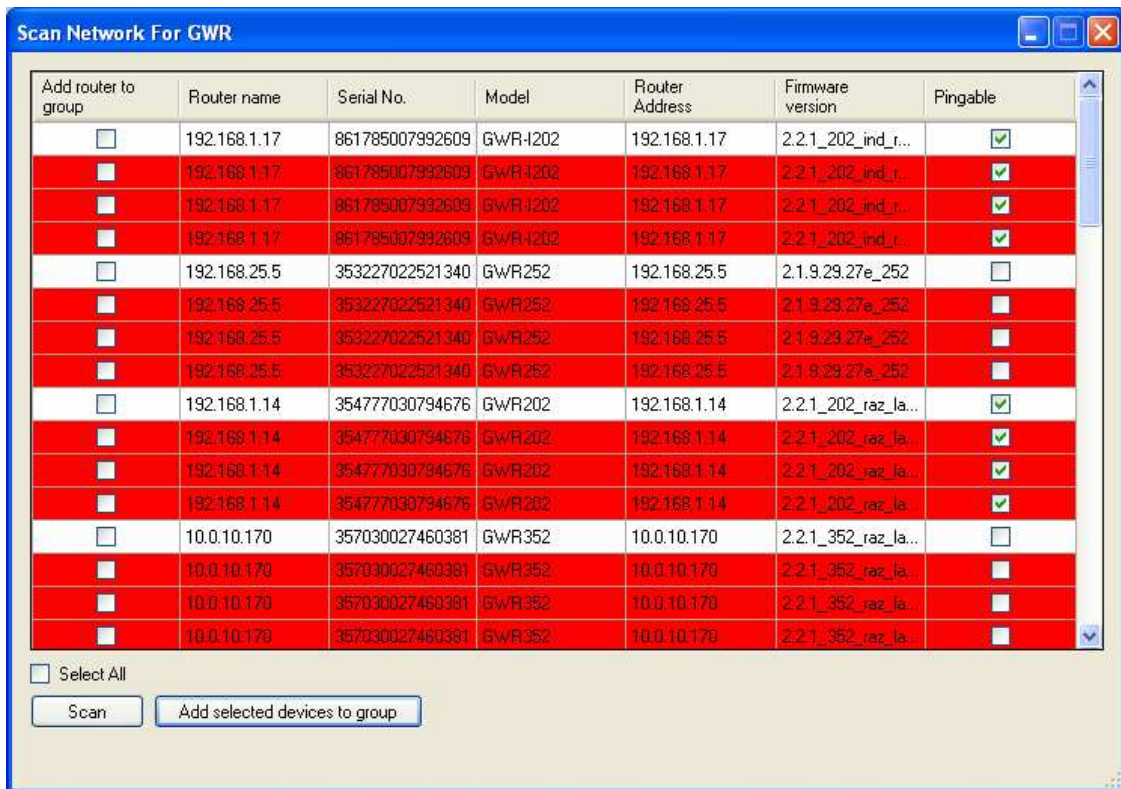 Scan Network For GWR
Add router to group Router name Serial No. Model Router Address Firmware version Pingable
192.168.1.17 861785007992609 GWR-I202 192.168.1.17 2.2.1_202_ind_r...
192.168.1.17 861785007992609 GWR-I202 192.168.1.17 2.2.1_202_ind_r...
192.168.1.17 861785007992609 GWR-I202 192.168.1.17 2.2.1_202_ind_r...
192.168.1.17 861785007992609 GWR-I202 192.168.1.17 2.2.1_202_ind_r...
192.168.25.5 353227022521340 GWR252 192.168.25.5 2.1.9.29.27e_252
192.168.25.5 353227022521340 GWR252 192.168.25.5 2.1.9.29.27e_252
192.168.25.5 353227022521340 GWR252 192.168.25.5 2.1.9.29.27e_252
192.168.25.5 353227022521340 GWR252 192.168.25.5 2.1.9.29.27e_252
192.168.1.14 354777030794676 GWR202 192.168.1.14 2.2.1_202_raz_la...
192.168.1.14 354777030794676 GWR202 192.168.1.14 2.2.1_202_raz_la...
192.168.1.14 354777030794676 GWR202 192.168.1.14 2.2.1_202_raz_la...
192.168.1.14 354777030794676 GWR202 192.168.1.14 2.2.1_202_raz_la...
10.0.10.170 357030027460381 GWR352 10.0.10.170 2.2.1_352_raz_la...
10.0.10.170 357030027460381 GWR352 10.0.10.170 2.2.1_352_raz_la...
10.0.10.170 357030027460381 GWR352 10.0.10.170 2.2.1_352_raz_la...
10.0.10.170 357030027460381 GWR352 10.0.10.170 2.2.1_352_raz_la...
Select All
Scan Add selected devices to group